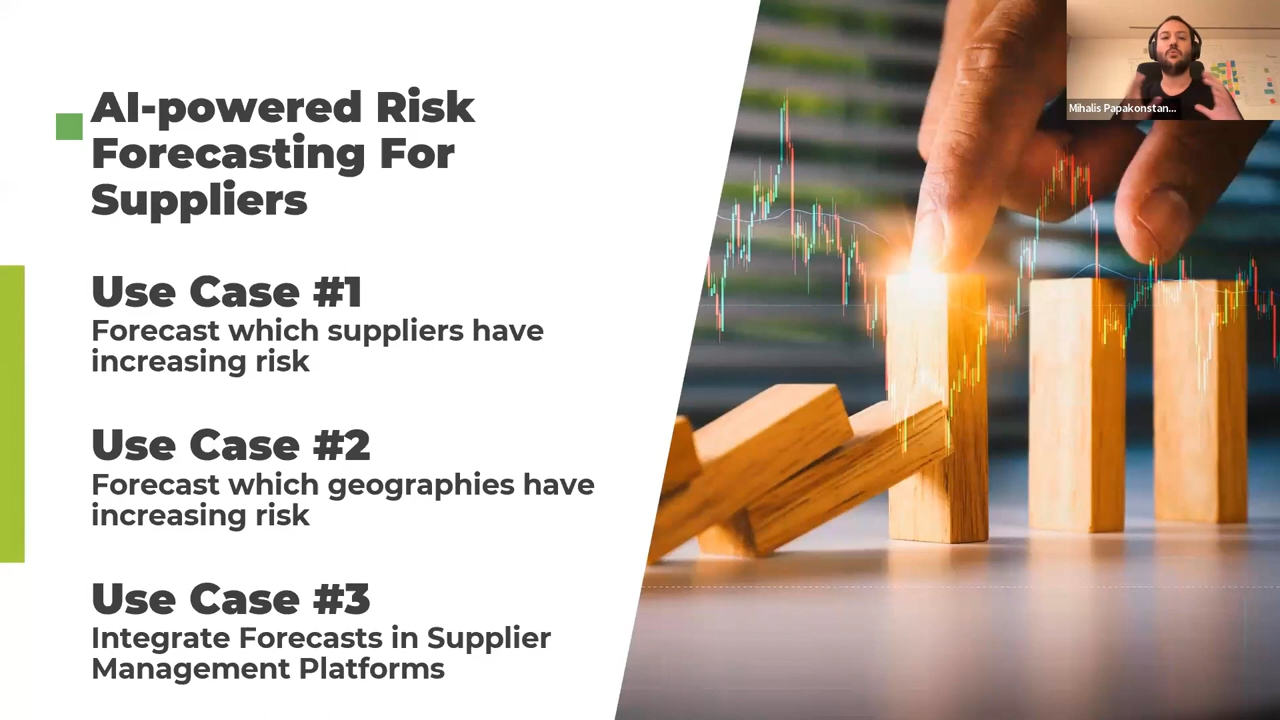 AI-powered Risk
Forecasting For
Suppliers
Use Case #1
Forecast which suppliers have
increasing risk
Use Case #2
Forecast which geographies have
increasing risk
Use Case #3
Integrate Forecasts in Supplier
Management Platforms
Mihalis Papakonstan...